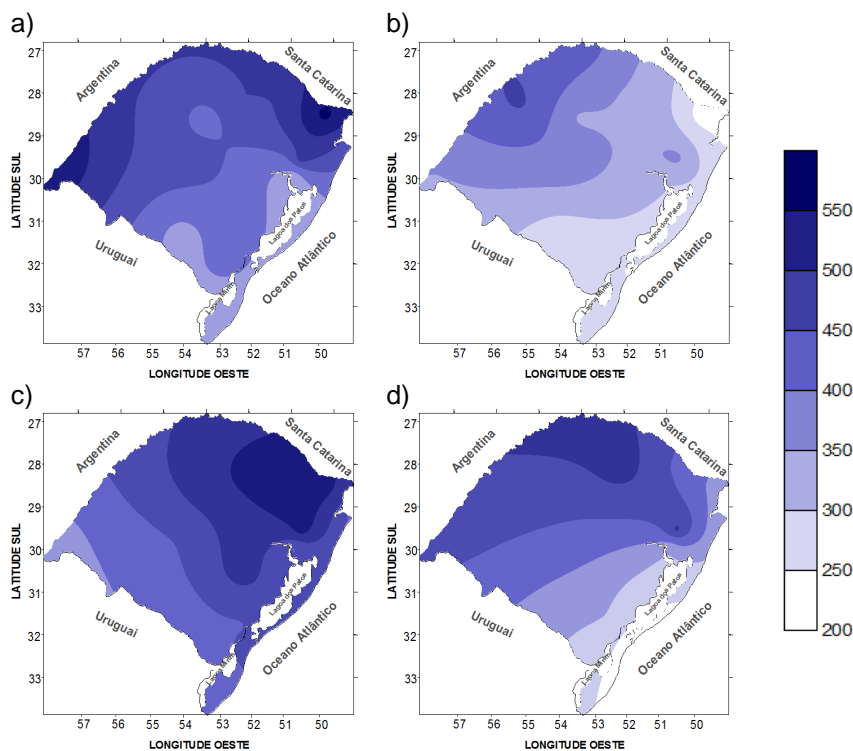 a)
27
28
29
30
31
32
33
LATITUDE SUL
Argentina
Santa Catarina
Uruguai
Lagoa dos Patos
Lagoa Mirim
Oceano Atlântico
57 56 55 54 53 52 51 50
LONGITUDE OESTE
b)
27
28
29
30
31
32
33
LATITUDE SUL
Argentina
Santa Catarina
Uruguai
Lagoa dos Patos
Lagoa Mirim
Oceano Atlântico
57 56 55 54 53 52 51 50
LONGITUDE OESTE
550
500
450
400
350
300
250
200
c)
27
28
29
30
31
32
33
LATITUDE SUL
Argentina
Santa Catarina
Uruguai
Lagoa dos Patos
Lagoa Mirim
Oceano Atlântico
57 56 55 54 53 52 51 50
LONGITUDE OESTE
d)
27
28
29
30
31
32
33
LATITUDE SUL
Argentina
Santa Catarina
Uruguai
Lagoa dos Patos
Lagoa Mirim
Oceano Atlântico
57 56 55 54 53 52 51 50
LONGITUDE OESTE